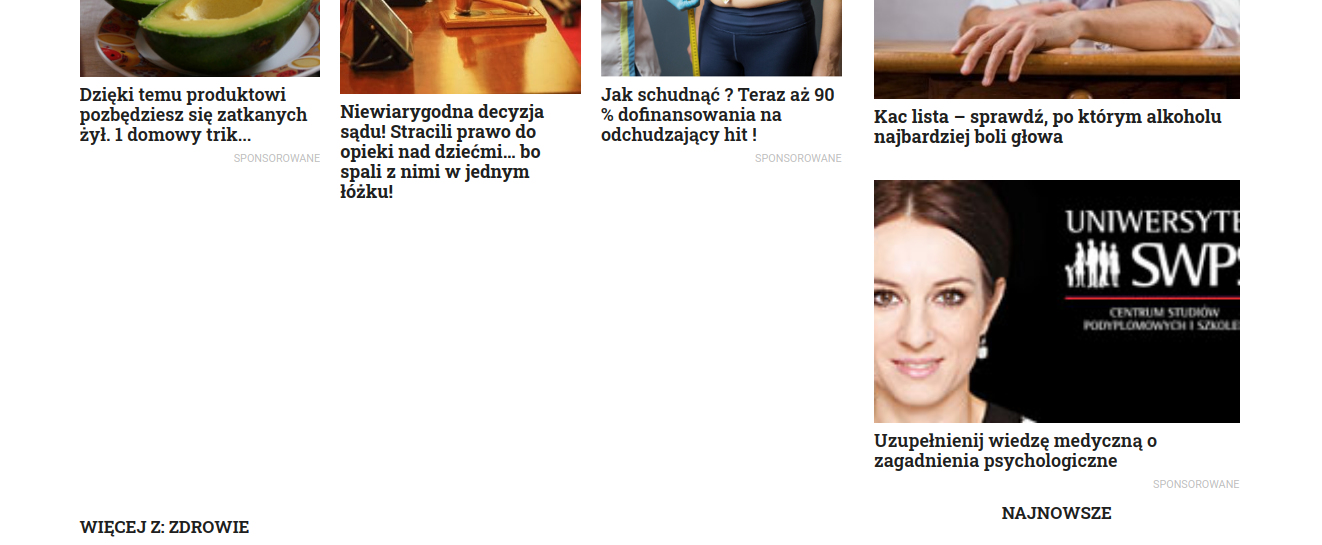 Dzięki temu produktowi
pozbędziesz się zatkanych
żył. 1 domowy trik...
SPONSOROWANE
Niewiarygodna decyzja
sądu! Stracili prawo do
opieki nad dziećmi... bo
spali z nimi w jednym
łóżku!
Jak schudnąć ? Teraz aż 90
% dofinansowania na
odchudzający hit !
SPONSOROWANE
Kac lista – sprawdź, po którym alkoholu
najbardziej boli głowa
UNIWERSYTE
SWPS
CENTRUM STUDIÓW
PODYPLOMOWYCH I SZKOLE
Uzupełnienij wiedzę medyczną o
zagadnienia psychologiczne
SPONSOROWANE
NAJNOWSZE
WIĘCEJ Z: ZDROWIE